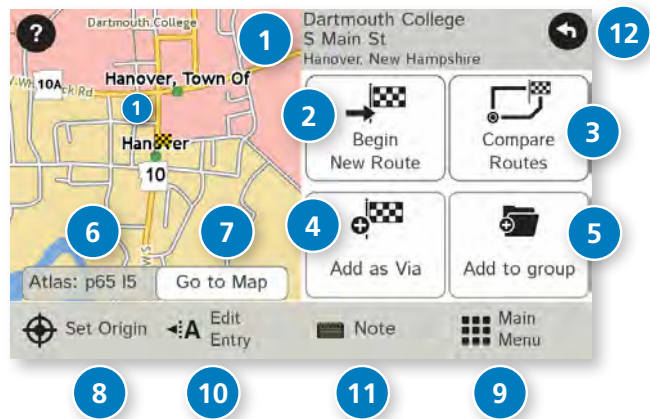 ?
Dartmouth College
1
10A
Rd
Hanover, Town Of
1
Hanover
10
6
7
Atlas: p65 I5
Go to Map
Dartmouth College
S Main St
Hanover, New Hampshire
12
2
Begin
New Route
3
Compare
Routes
4
Add as Via
5
Add to group
Set Origin
A
Edit
Entry
Note
Main
Menu
8
10
11
9